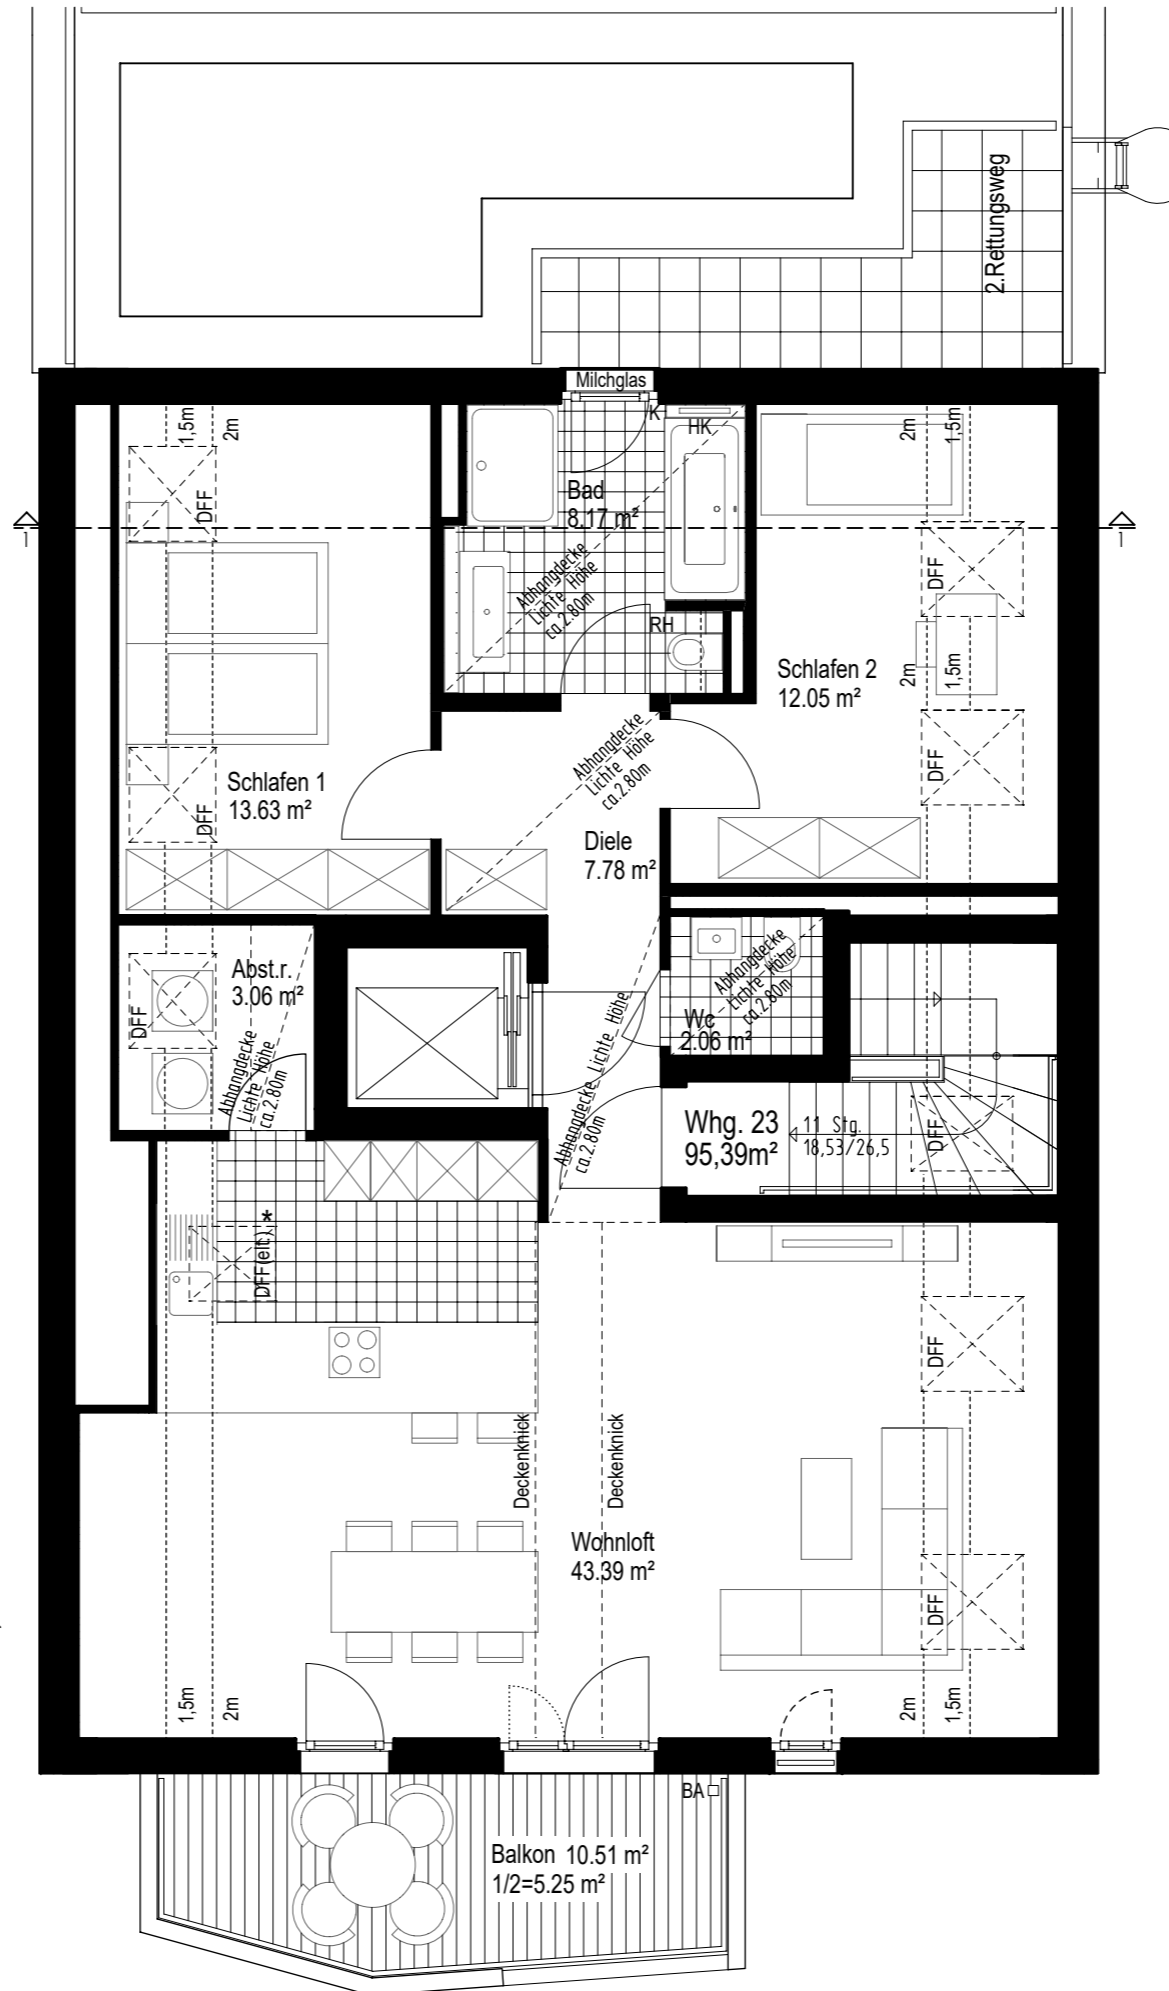 2.Rettungsweg
Milchglas
1,5m
2m
K
HK
2m
1,5m
DFF
Bad
8.17 m²
1
1
Abhangdecke
Lichte Höhe
ca.2.80m
DFF
RH
Schlafen 2
12.05 m²
2m
1,5m
Abhangdecke
Lichte Höhe
ca.2.80m
DFF
Schlafen 1
13.63 m²
DFF
Diele
7.78 m²
Abst.r.
3.06 m²
DFF
Abhangdecke
Lichte Höhe
ca.2.80m
Abhangdecke
Lichte Höhe
ca.2.80m
Wc
2.06 m²
Abhangdecke Lichte Höhe
ca.2.80m
Whg. 23
95,39m²
11 Stg.
18,53/26,5
DFF
DFF(elt.) *
DFF
Deckenknick
Deckenknick
Wohnloft
43.39 m²
DFF
1,5m
2m
2m
1,5m
BA
Balkon 10.51 m²
1/2=5.25 m²